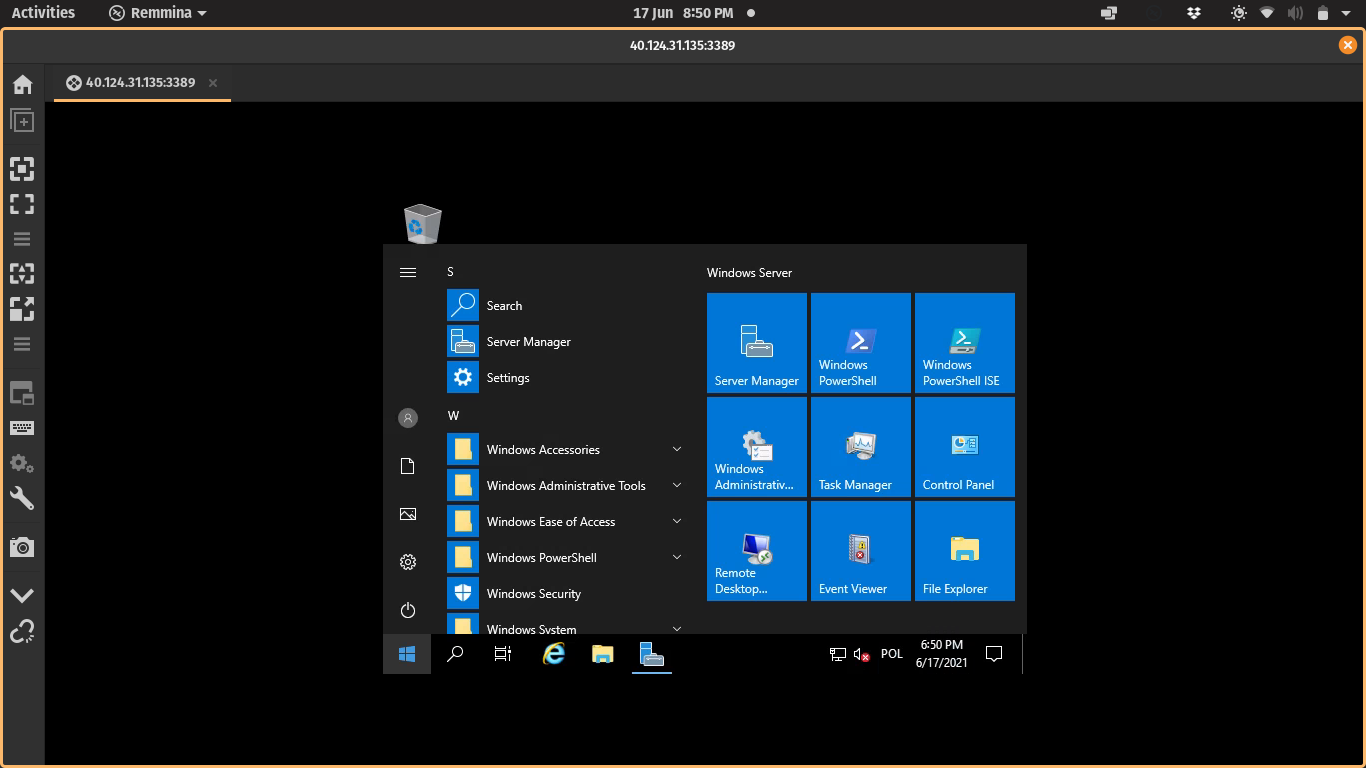 Activities Remmina 17 Jun 8:50 PM
40.124.31.135:3389
40.124.31.135:3389
S
Search
Server Manager
Settings
W
Windows Accessories
Windows Administrative Tools
Windows Ease of Access
Windows PowerShell
Windows Security
Windows System
Windows Server
Server Manager
Windows
PowerShell
Windows
PowerShell ISE
Windows
Administrativ...
Task Manager
Control Panel
Remote
Desktop...
Event Viewer
File Explorer
POL
6:50 PM
6/17/2021